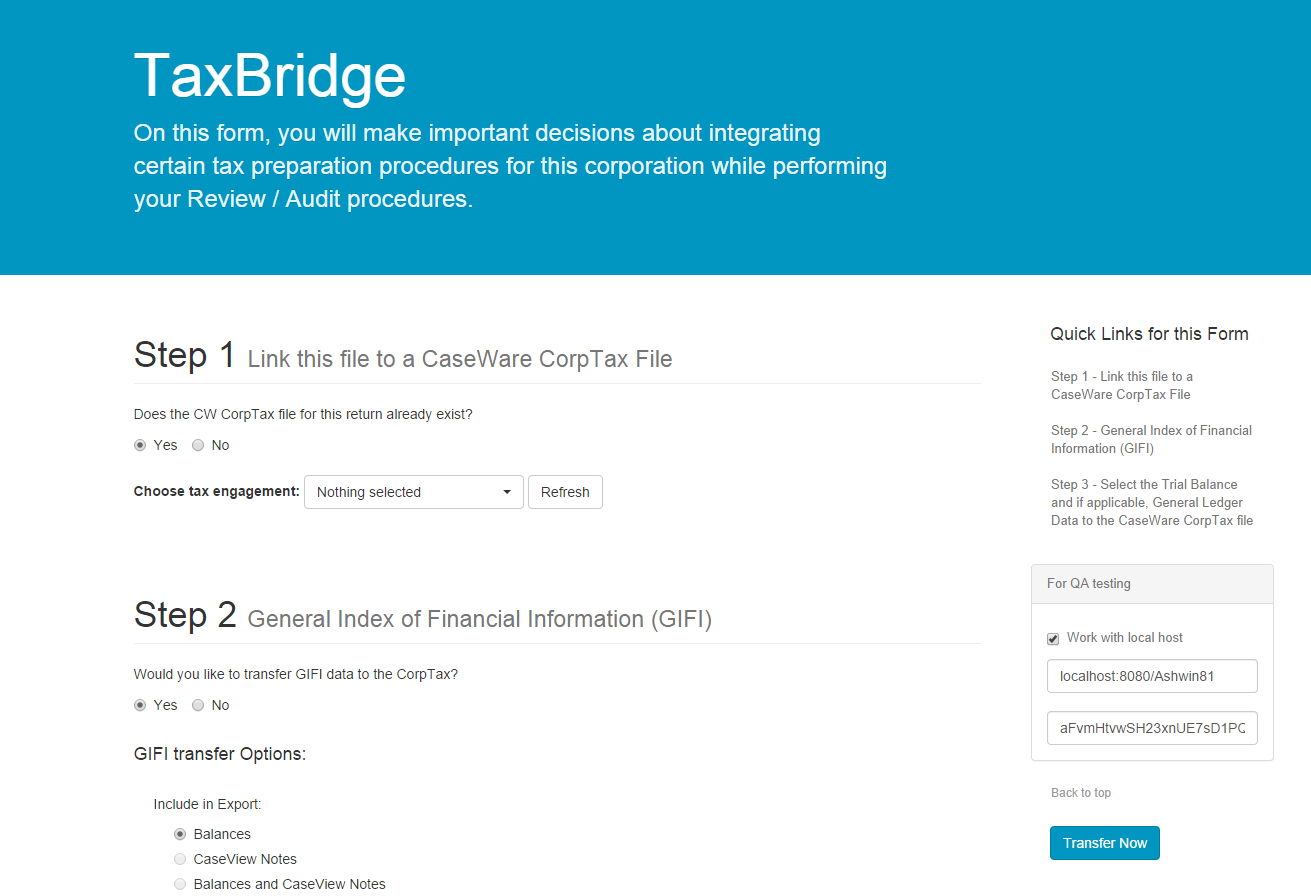 TaxBridge
On this form, you will make important decisions about integrating
certain tax preparation procedures for this corporation while performing
your Review / Audit procedures.
Step 1 Link this file to a CaseWare CorpTax File
Does the CW CorpTax file for this return already exist?
Yes No
Choose tax engagement: Nothing selected Refresh
Step 2 General Index of Financial Information (GIFI)
Would you like to transfer GIFI data to the CorpTax?
Yes No
GIFI transfer Options:
Include in Export:
Balances
CaseView Notes
Balances and CaseView Notes
Quick Links for this Form
Step 1 - Link this file to a
CaseWare CorpTax File
Step 2 - General Index of Financial
Information (GIFI)
Step 3 - Select the Trial Balance
and if applicable, General Ledger
Data to the CaseWare CorpTax file
For QA testing
Work with local host
localhost:8080/Ashwin81
aFvmHtvwSH23xnUE7sD1PC
Back to top
Transfer Now